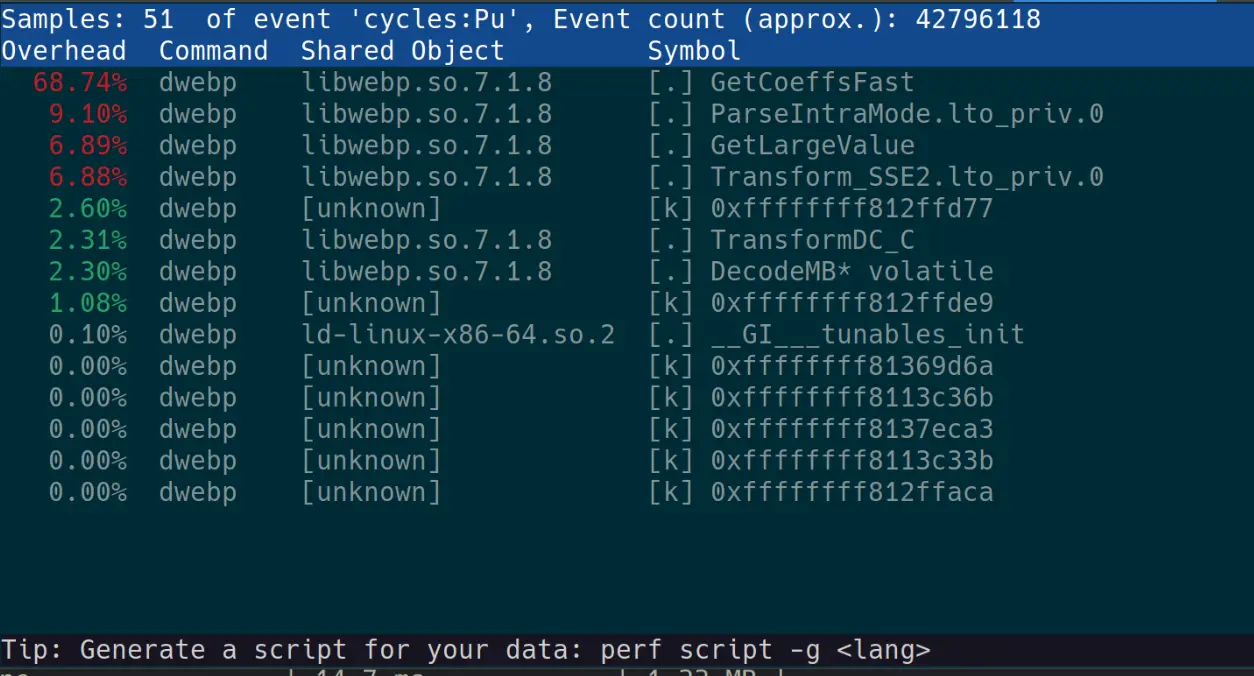 Samples: 51  of event 'cycles:Pu', Event count (approx.): 42796118
Overhead  Command  Shared Object         Symbol
68.74%  dwebp    libwebp.so.7.1.8      [.] GetCoeffsFast
9.10%  dwebp    libwebp.so.7.1.8      [.] ParseIntraMode.lto_priv.0
6.89%  dwebp    libwebp.so.7.1.8      [.] GetLargeValue
6.88%  dwebp    libwebp.so.7.1.8      [.] Transform_SSE2.lto_priv.0
2.60%  dwebp    [unknown]             [k] 0xffffffff812ffd77
2.31%  dwebp    libwebp.so.7.1.8      [.] TransformDC_C
2.30%  dwebp    libwebp.so.7.1.8      [.] DecodeMB* volatile
1.08%  dwebp    [unknown]             [k] 0xffffffff812ffde9
0.10%  dwebp    ld-linux-x86-64.so.2  [.] __GI___tunables_init
0.00%  dwebp    [unknown]             [k] 0xffffffff81369d6a
0.00%  dwebp    [unknown]             [k] 0xffffffff8113c36b
0.00%  dwebp    [unknown]             [k] 0xffffffff8137eca3
0.00%  dwebp    [unknown]             [k] 0xffffffff8113c33b
0.00%  dwebp    [unknown]             [k] 0xffffffff812ffaca
Tip: Generate a script for your data: perf script -g <lang>